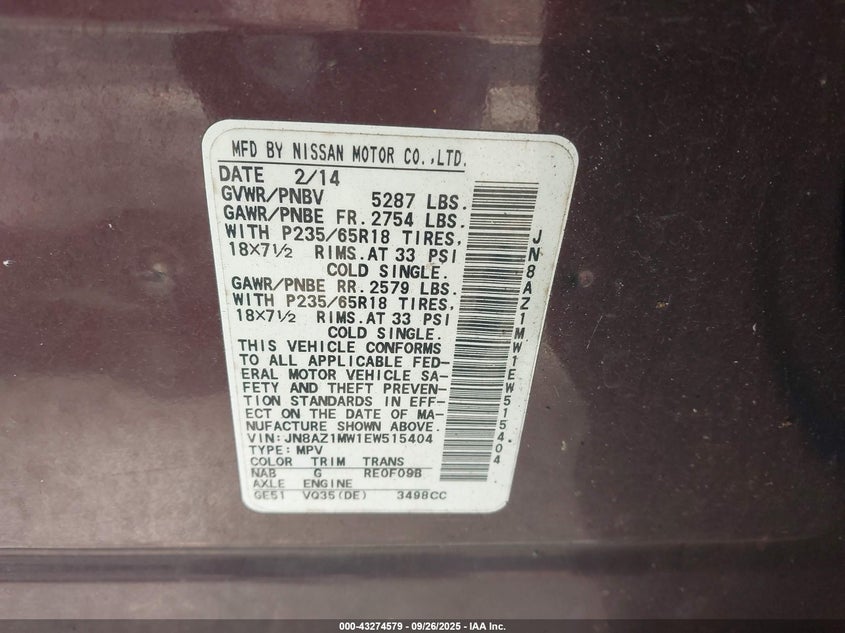 MFD BY NISSAN MOTOR CO.,LTD.
DATE 2/14
GVWR/PNBV 5287 LBS.
GAWR/PNBE FR. 2754 LBS.
WITH P235/65R18 TIRES,
18×7½ RIMS.AT 33 PSI
COLD SINGLE.
GAWR/PNBE RR. 2579 LBS.
WITH P235/65R18 TIRES,
18×7½ RIMS.AT 33 PSI
COLD SINGLE.
THIS VEHICLE CONFORMS
TO ALL APPLICABLE FED-
ERAL MOTOR VEHICLE SA-
FETY AND THEFT PREVEN-
TION STANDARDS IN EFF-
ECT ON THE DATE OF MA-
NUFACTURE SHOWN ABOVE.
VIN:JN8AZ1MW1EW515404
TYPE: MPV
COLOR TRIM TRANS
NAB G RE0F09B
AXLE ENGINE
GE51 VQ35(DE) 3498CC
JN8AZ1MW1EW515404
000-43274579 - 09/26/2025 - IAA Inc.